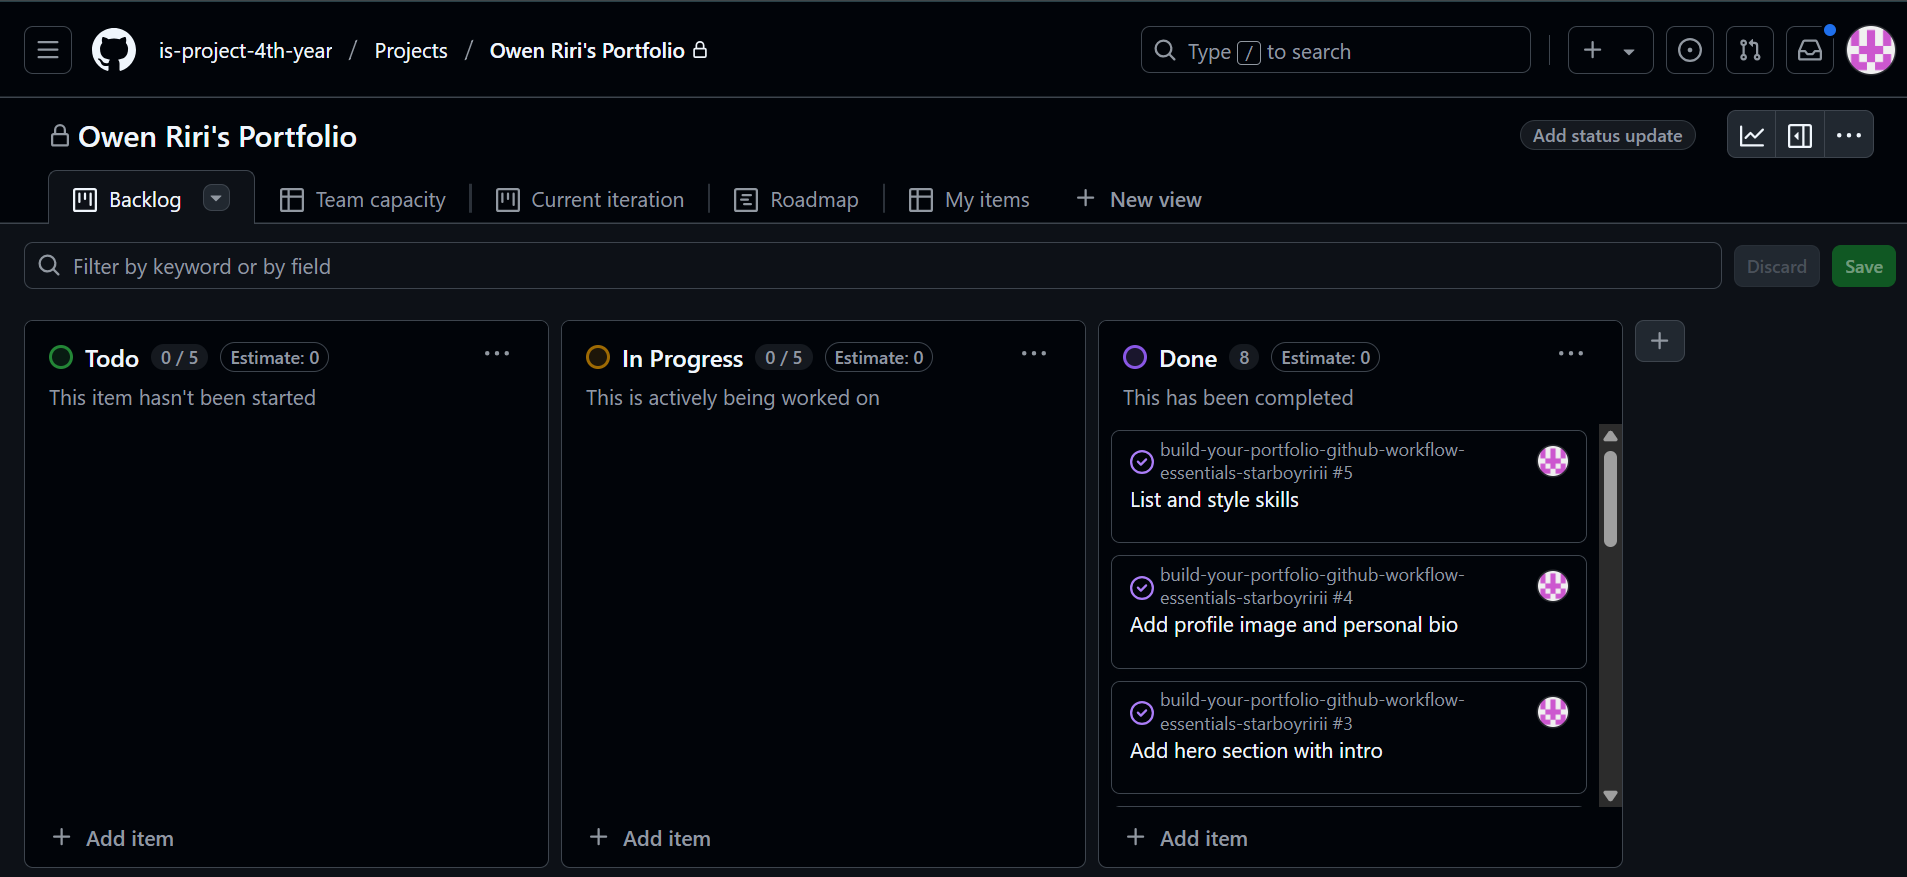 is-project-4th-year / Projects / Owen Riri's Portfolio
Type / to search
Owen Riri's Portfolio
Add status update
Backlog
Team capacity
Current iteration
Roadmap
My items
New view
Filter by keyword or by field
Discard
Save
Todo 0 / 5 Estimate: 0
This item hasn't been started
Add item
In Progress 0 / 5 Estimate: 0
This is actively being worked on
Add item
Done 8 Estimate: 0
This has been completed
build-your-portfolio-github-workflow-
essentials-starboyririi #5
List and style skills
build-your-portfolio-github-workflow-
essentials-starboyririi #4
Add profile image and personal bio
build-your-portfolio-github-workflow-
essentials-starboyririi #3
Add hero section with intro
Add item